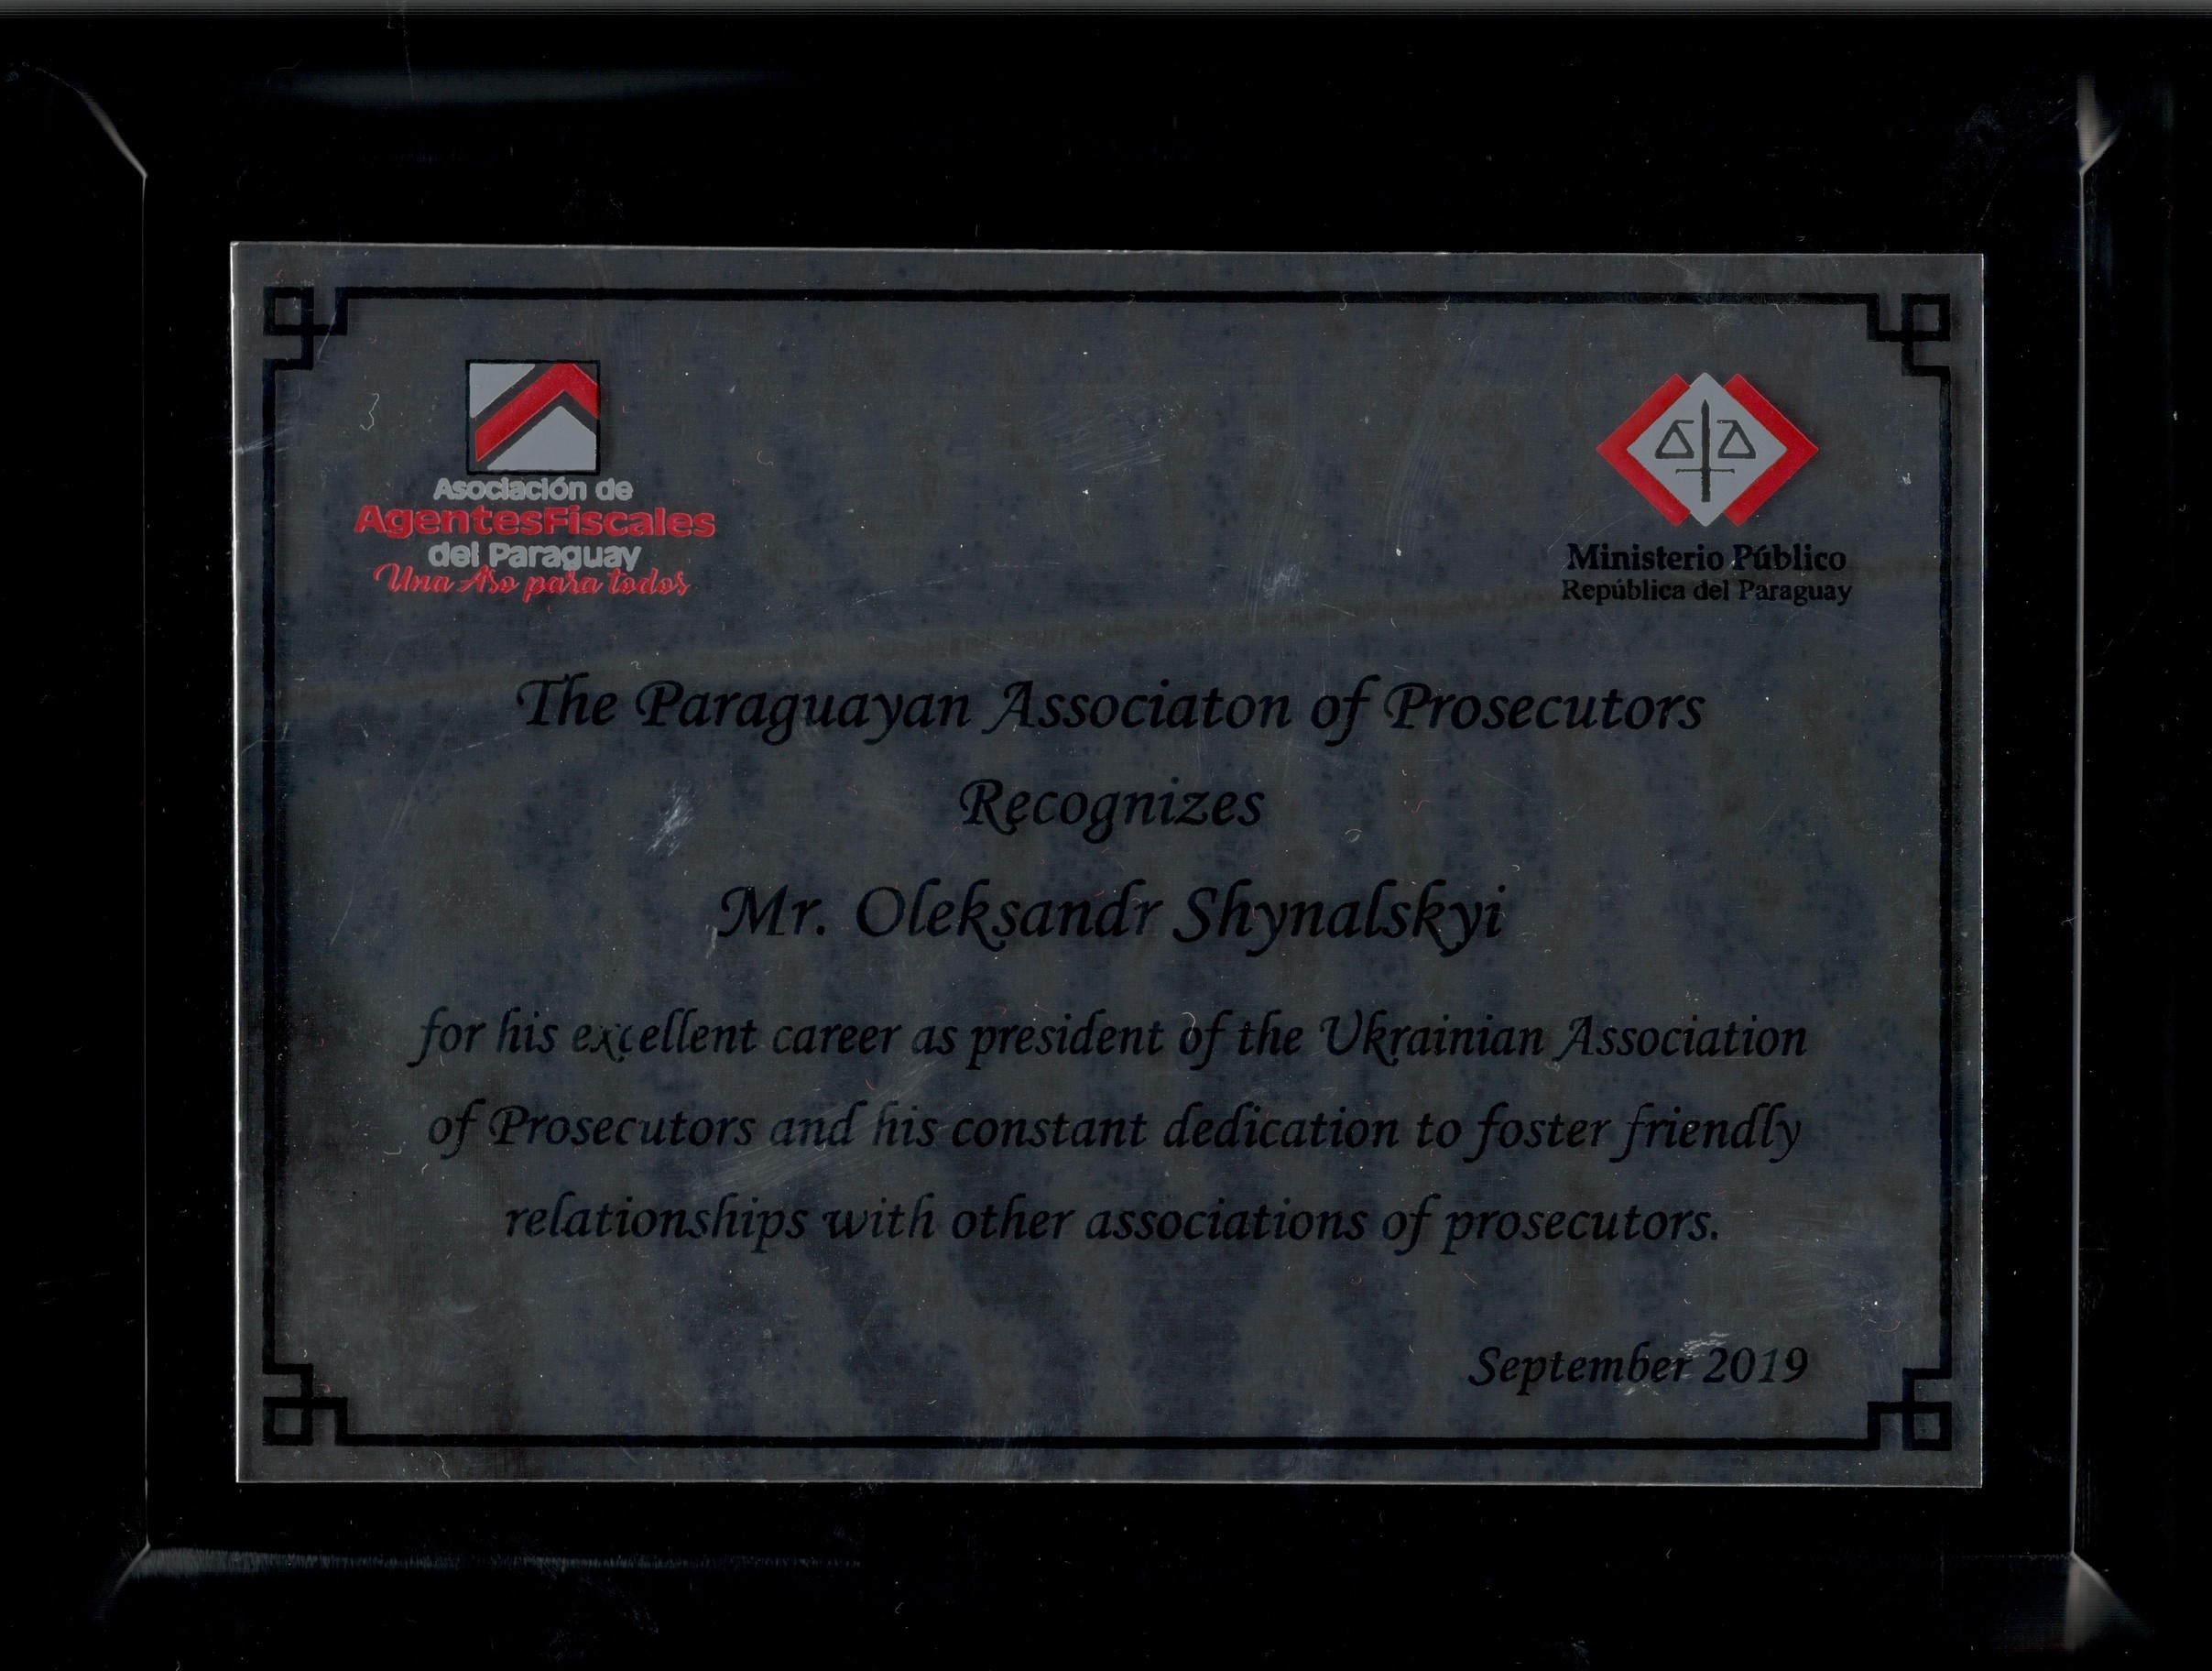 Asociación de
AgentesFiscales
del Paraguay
Una Aso para todos
Ministerio Público
República del Paraguay
The Paraguayan Associaton of Prosecutors
Recognizes
Mr. Oleksandr Shynalskyi
for his excellent career as president of the Ukrainian Association
of Prosecutors and his constant dedication to foster friendly
relationships with other associations of prosecutors.
September 2019